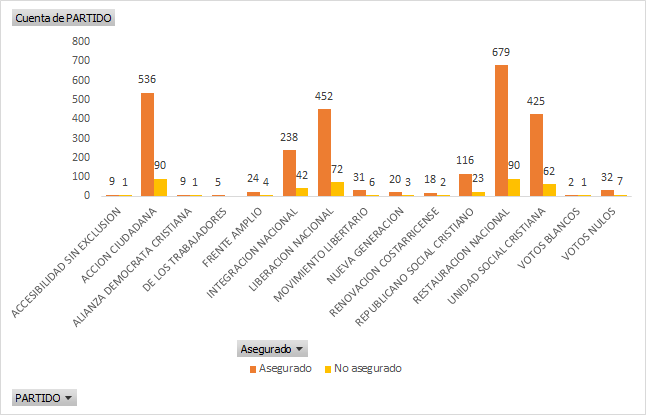 Cuenta de PARTIDO
800
700
600
500
400
300
200
100
0
9 1
536 90
9 1
5
24 4
238 42
452 72
31 6
20 3
18 2
116 23
679 90
425 62
2 1
32 7
ACCESIBILIDAD SIN EXCLUSION
ACCION CIUDADANA
ALIANZA DEMOCRATA CRISTIANA
DE LOS TRABAJADORES
FRENTE AMPLIO
INTEGRACION NACIONAL
LIBERACION NACIONAL
MOVIMIENTO LIBERTARIO
NUEVA GENERACION
RENOVACION COSTARRICENSE
REPUBLICANO SOCIAL CRISTIANO
RESTAURACION NACIONAL
UNIDAD SOCIAL CRISTIANA
VOTOS BLANCOS
VOTOS NULOS
Asegurado
Asegurado No asegurado
PARTIDO